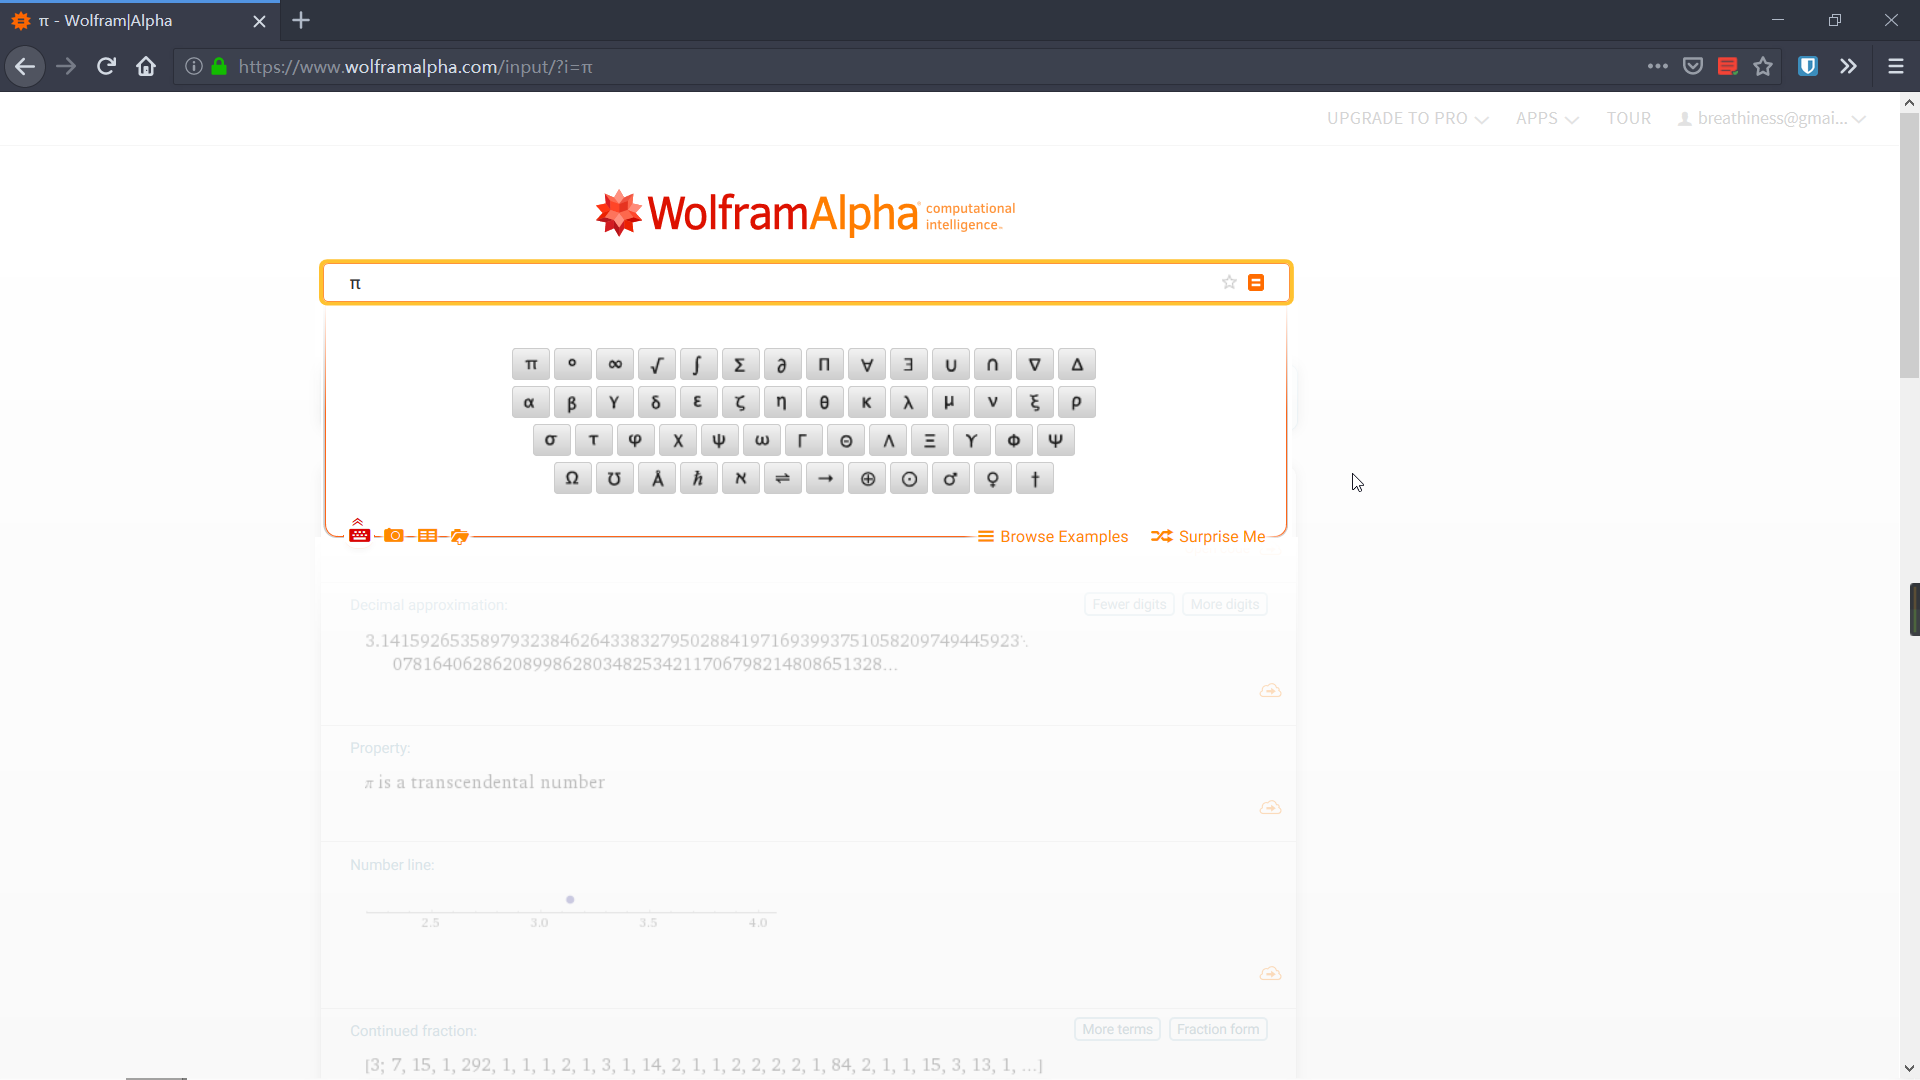 π - Wolfram|Alpha
https://www.wolframalpha.com/input/?i=π
UPGRADE TO PRO APPS TOUR breathiness@gmai...
WolframAlpha computational intelligence™
π
π ° ∞ √ ∫ Σ ∂ Π ∀ ∃ ∪ ∩ ∇ Δ
α β γ δ ε ζ η θ κ λ μ ν ξ ρ
σ τ φ χ ψ ω Γ Θ Λ Ξ Υ Φ Ψ
Ω ℧ Å ℏ ℵ ⇌ → ⊕ ⊙ ♂ ♀ †
Browse Examples Surprise Me
Decimal approximation: Fewer digits More digits
3.1415926535897932384626433832795028841971693993751058209749445923
078164062862089986280348253421170679821480865132​8...
Property:
π is a transcendental number
Number line:
2.5 3.0 3.5 4.0
Continued fraction: More terms Fraction form
[3; 7, 15, 1, 292, 1, 1, 1, 2, 1, 3, 1, 14, 2, 1, 1, 2, 2, 2, 2, 1, 84, 2, 1, 1, 15, 3, 13, 1, ...]